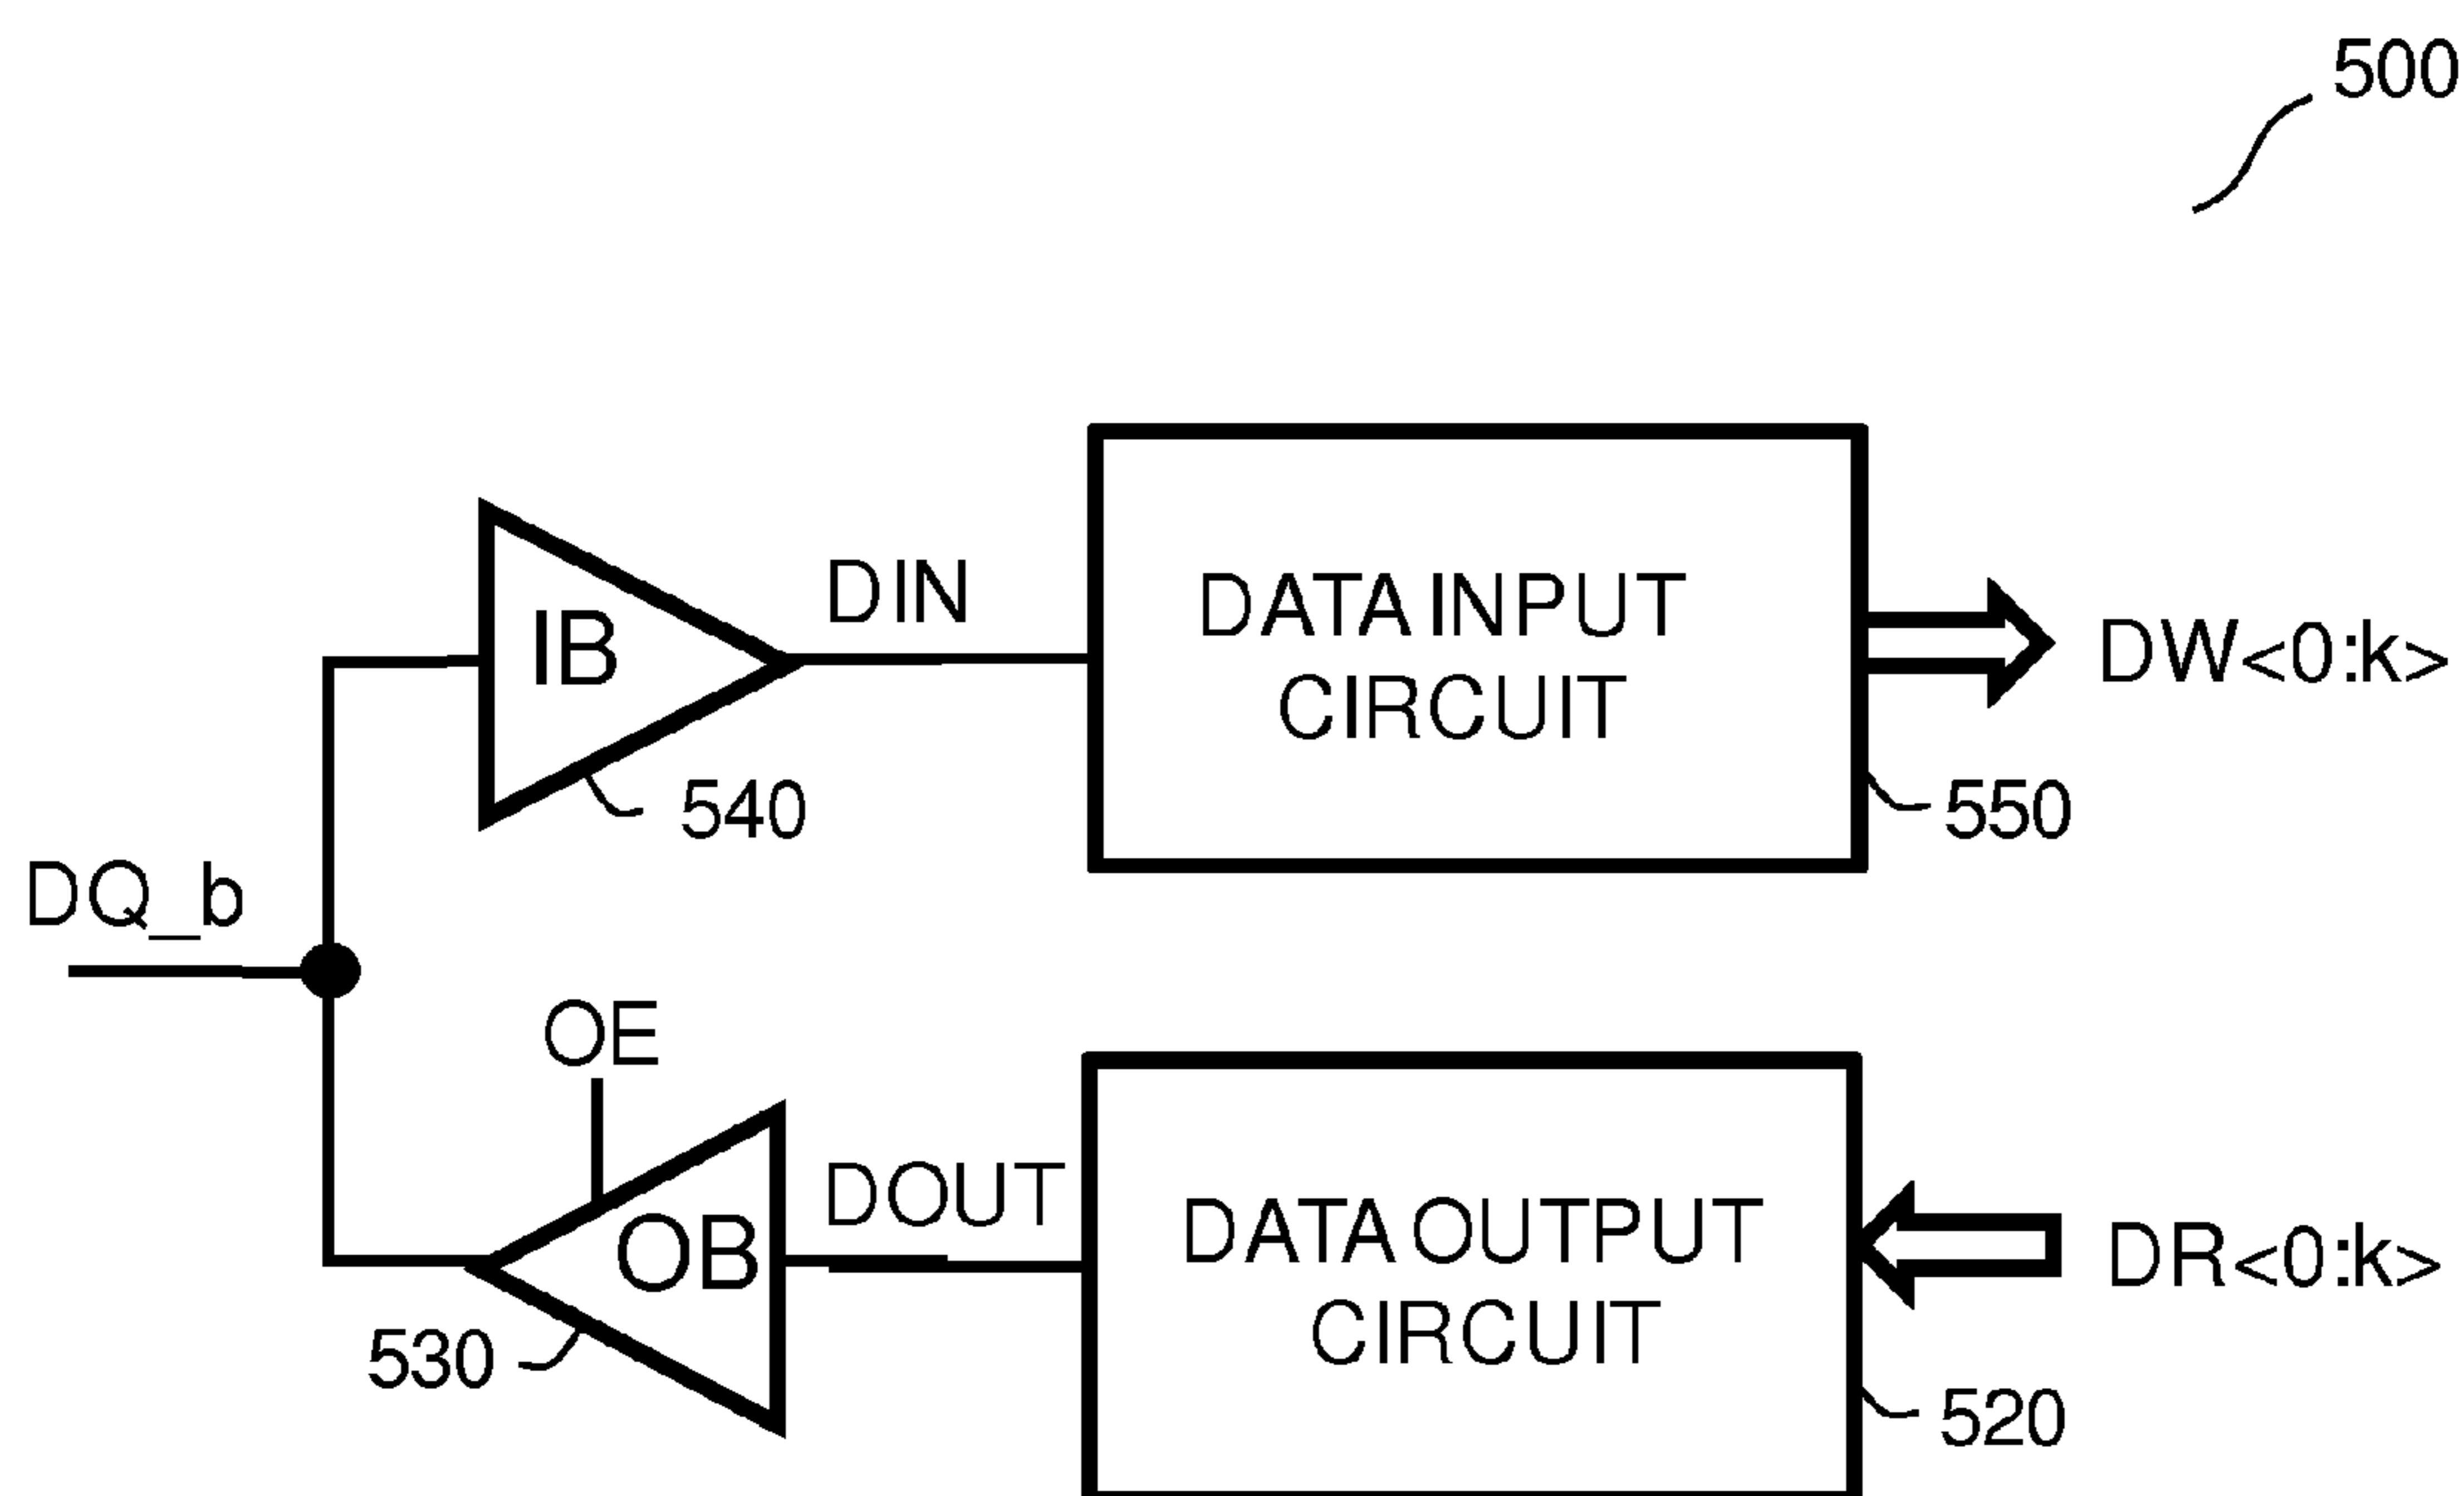 500
DIN
IB
DATA INPUT
CIRCUIT
DW<0:k>
540
550
DQ_b
OE
DOUT
OB
DATA OUTPUT
CIRCUIT
DR<0:k>
530
520